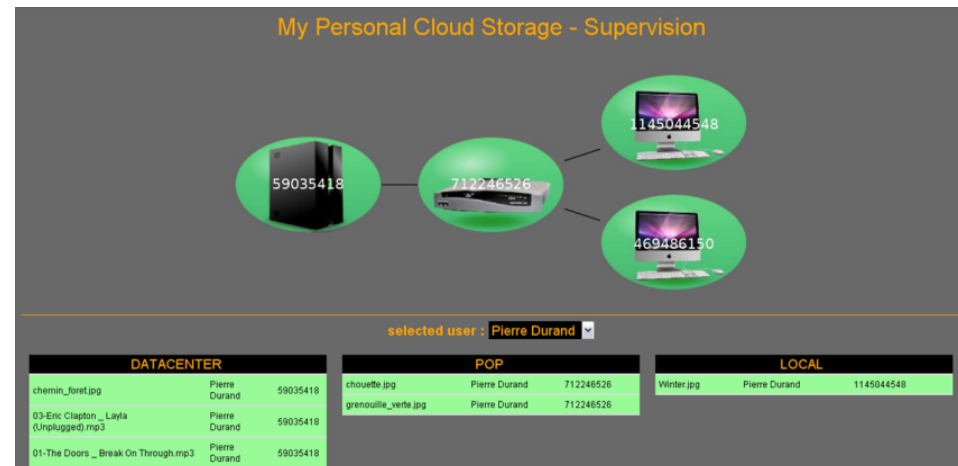 My Personal Cloud Storage - Supervision
1145044548
59035418
712246526
469486150
selected user : Pierre Durand
DATACENTER
chemin_foret.jpg Pierre Durand 59035418
03-Eric Clapton _ Layla (Unplugged).mp3 Pierre Durand 59035418
01-The Doors _ Break On Through.mp3 Pierre Durand 59035418
POP
chouette.jpg Pierre Durand 712246526
grenouille_verte.jpg Pierre Durand 712246526
LOCAL
Winter.jpg Pierre Durand 1145044548